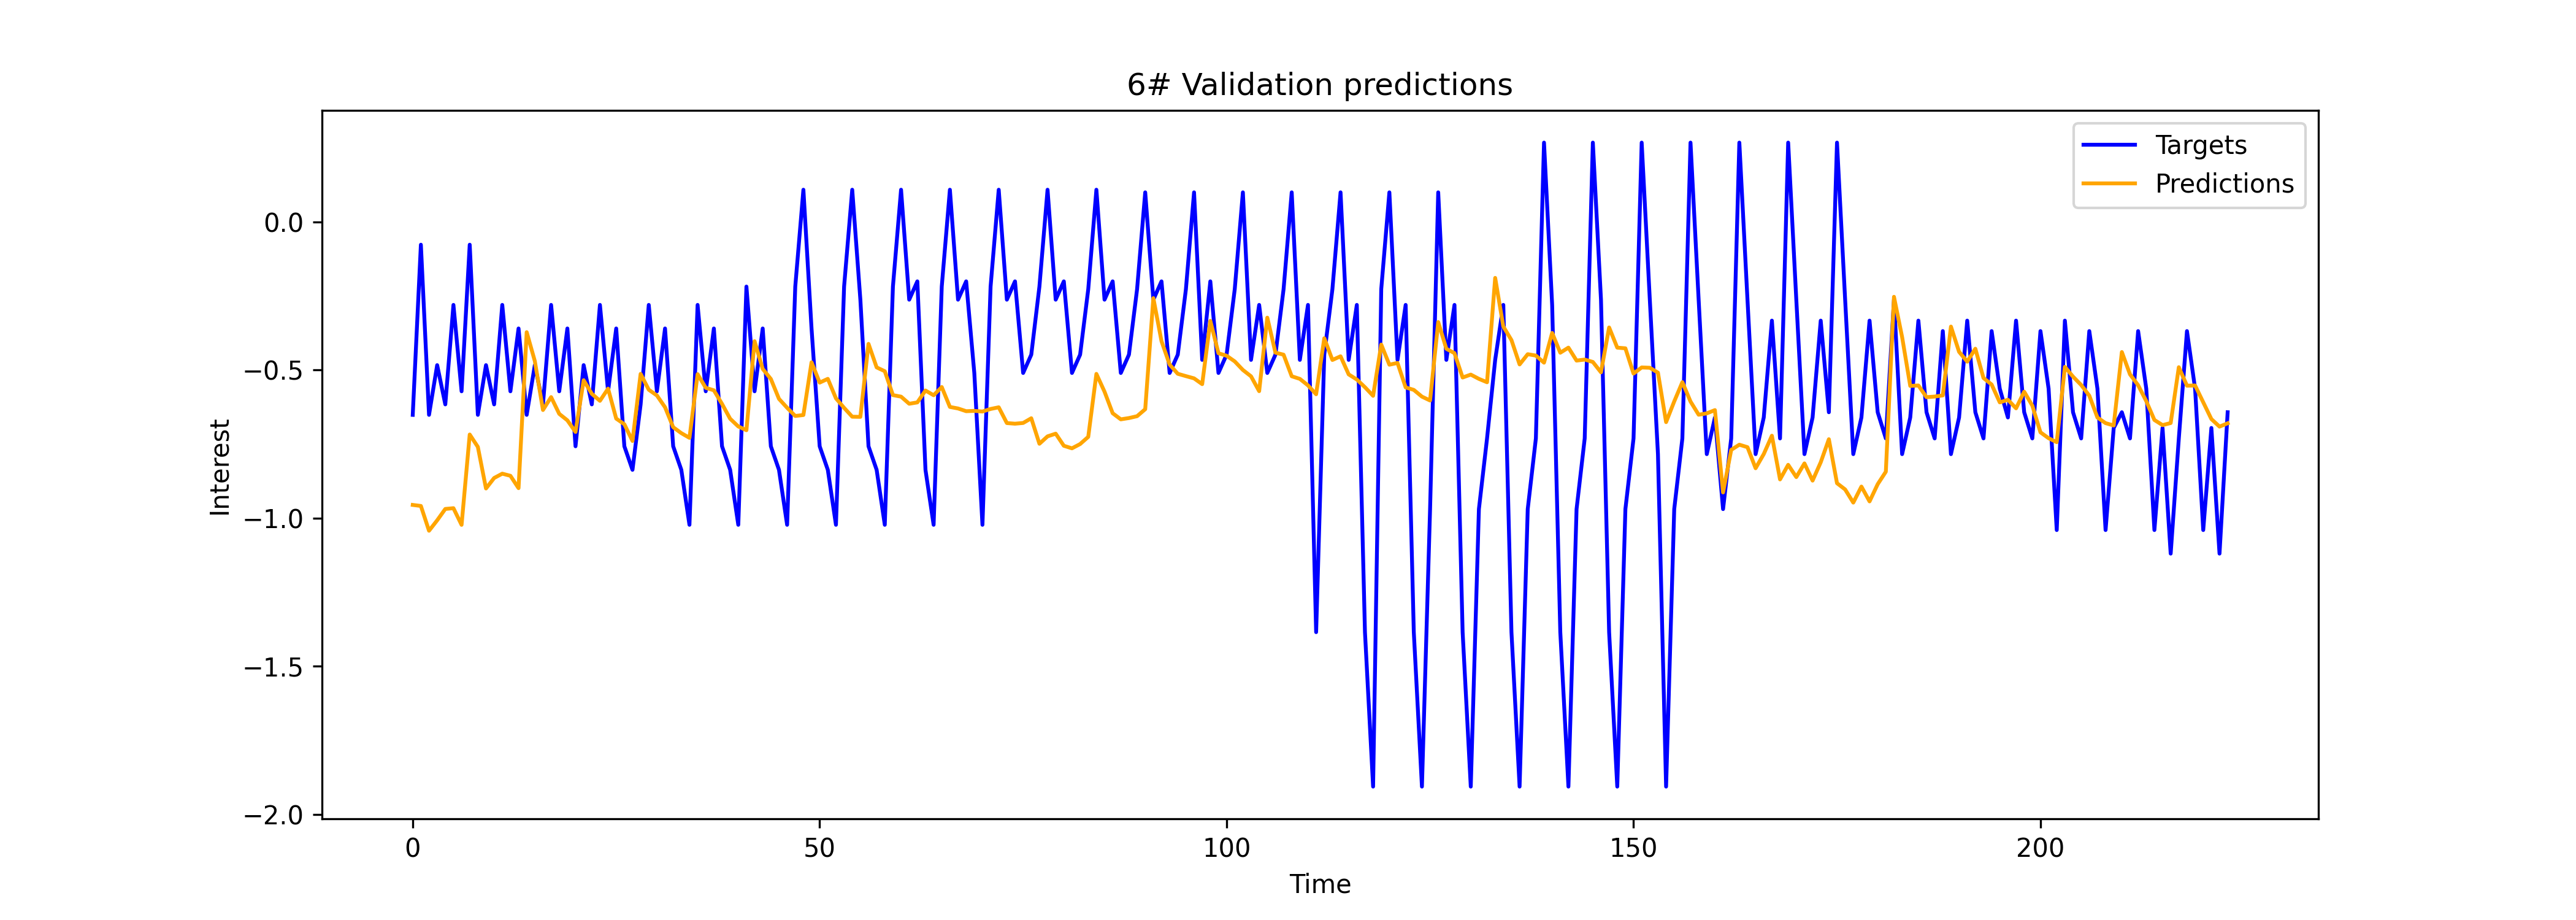 6# Validation predictions
Targets
Predictions
Interest
0.0
−0.5
−1.0
−1.5
−2.0
0
50
100
150
200
Time